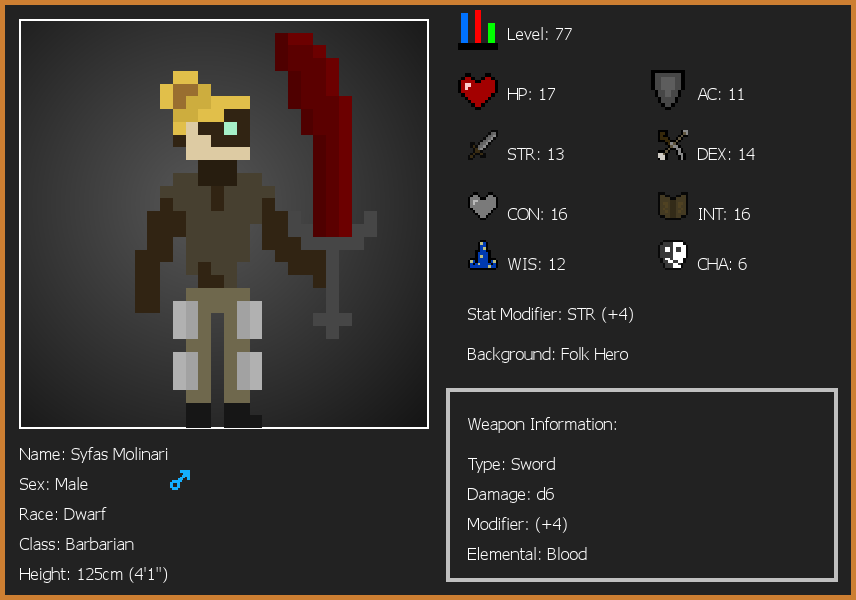 Level: 77
HP: 17
AC: 11
STR: 13
DEX: 14
CON: 16
INT: 16
WIS: 12
CHA: 6
Stat Modifier: STR (+4)
Background: Folk Hero
Weapon Information:
Type: Sword
Damage: d6
Modifier: (+4)
Elemental: Blood
Name: Syfas Molinari
Sex: Male
Race: Dwarf
Class: Barbarian
Height: 125cm (4'1")